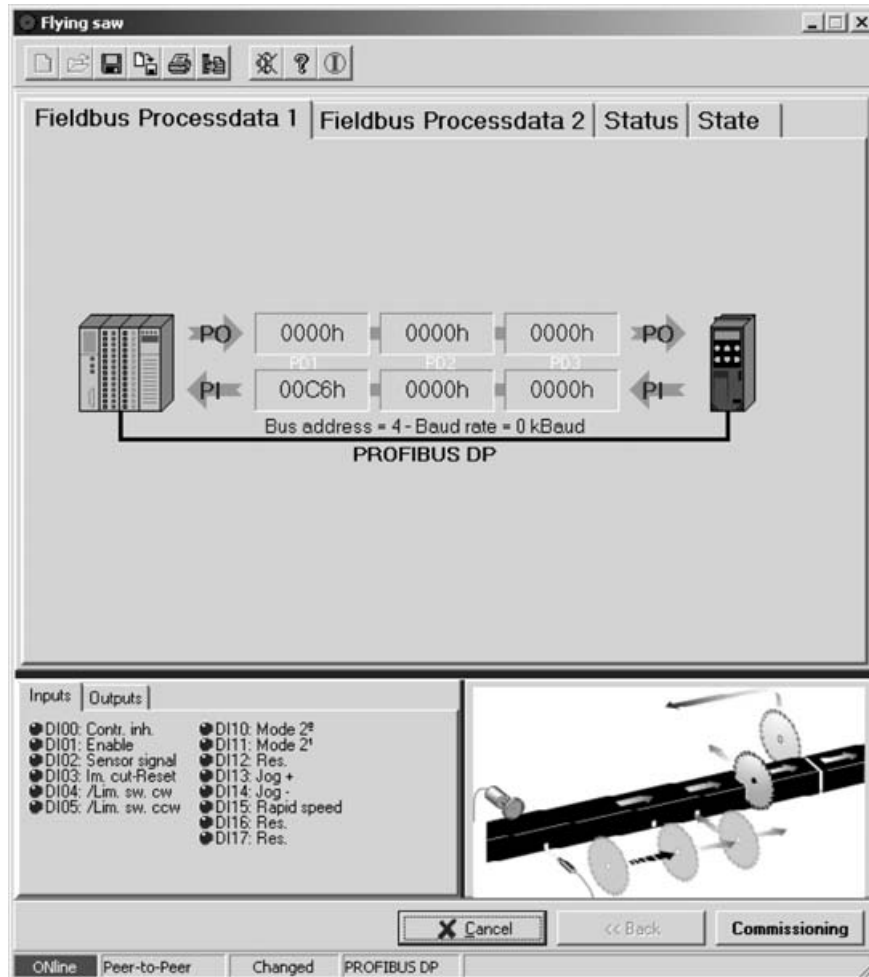 Flying saw
Fieldbus Processdata 1 Fieldbus Processdata 2 Status State
PO 0000h 0000h 0000h PO
PD1 PD2 PD3
PI 00C6h 0000h 0000h PI
Bus address = 4 - Baud rate = 0 kBaud
PROFIBUS DP
Inputs Outputs
DI00: Contr. inh. DI10: Mode 2⁰
DI01: Enable DI11: Mode 2¹
DI02: Sensor signal DI12: Res.
DI03: Im. cut-Reset DI13: Jog +
DI04: /Lim. sw. cw DI14: Jog -
DI05: /Lim. sw. ccw DI15: Rapid speed
DI16: Res.
DI17: Res.
Cancel << Back Commissioning
ONline Peer-to-Peer Changed PROFIBUS DP